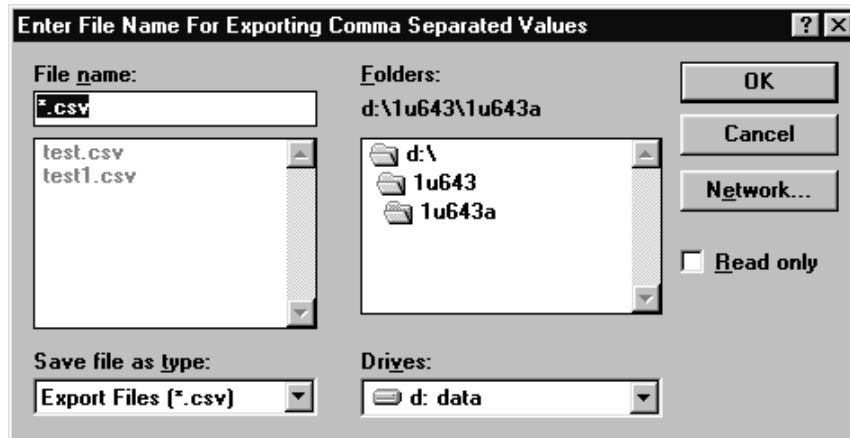 Enter File Name For Exporting Comma Separated Values
File name:
*.csv
test.csv
test1.csv
Save file as type:
Export Files (*.csv)
Folders:
d:\1u643\1u643a
d:\
1u643
1u643a
Drives:
d: data
OK
Cancel
Network...
Read only